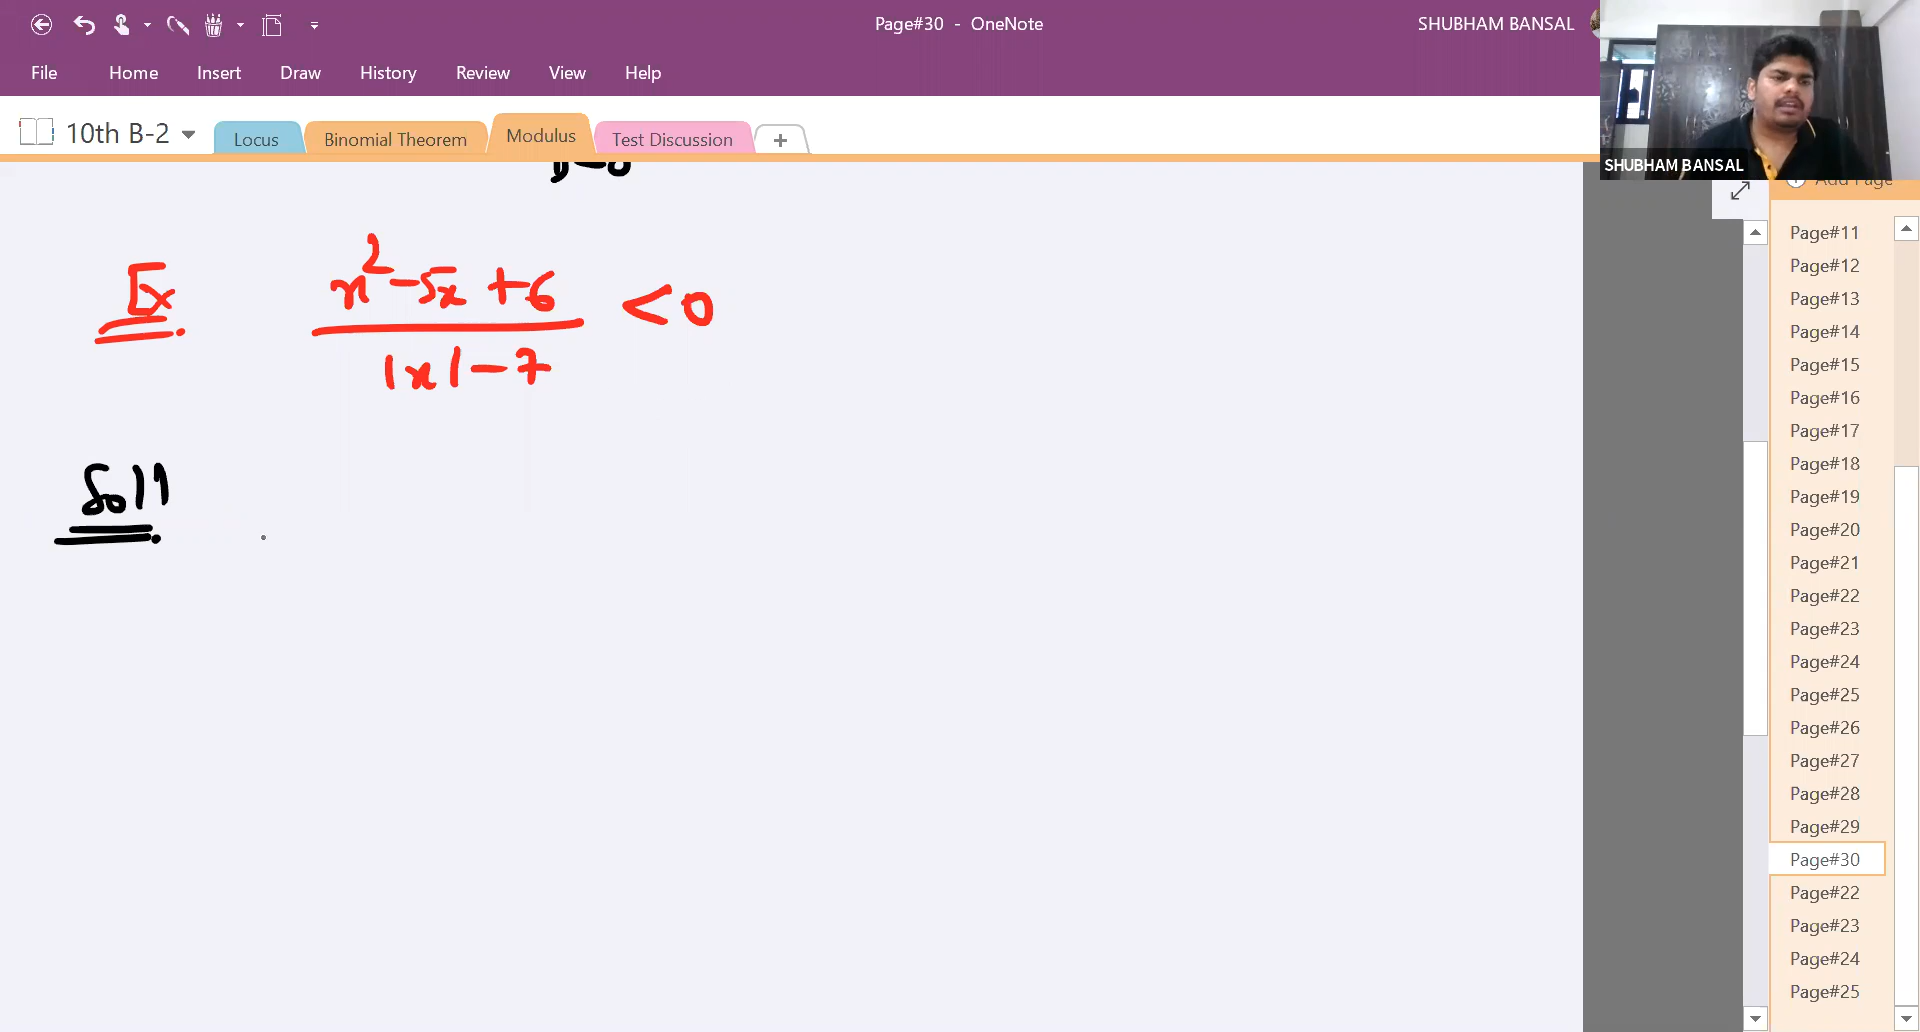 Page#30 - OneNote
SHUBHAM BANSAL
File Home Insert Draw History Review View Help
10th B-2
Locus Binomial Theorem Modulus Test Discussion +
SHUBHAM BANSAL
Add Page
Ex
x² - 5x + 6
< 0
|x| - 7
Soln
Page#11
Page#12
Page#13
Page#14
Page#15
Page#16
Page#17
Page#18
Page#19
Page#20
Page#21
Page#22
Page#23
Page#24
Page#25
Page#26
Page#27
Page#28
Page#29
Page#30
Page#22
Page#23
Page#24
Page#25